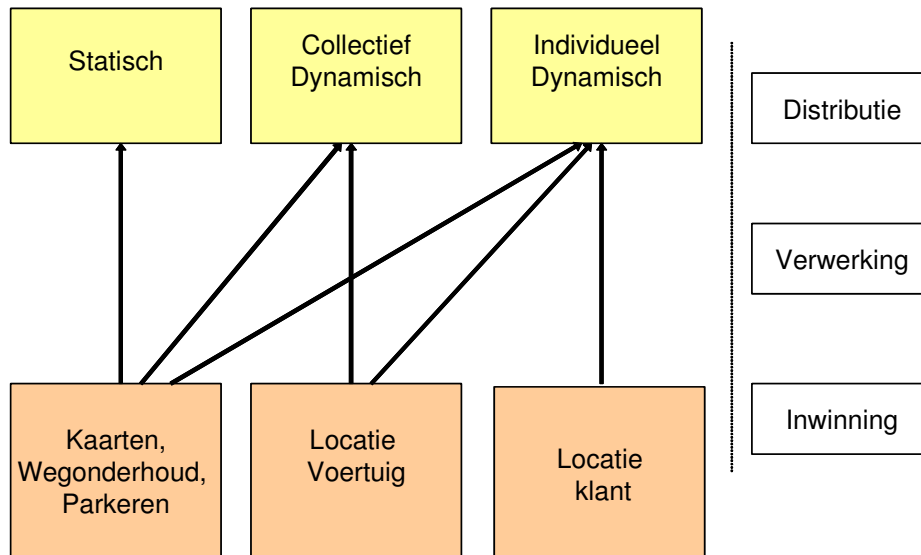 Statisch
Collectief
Dynamisch
Individueel
Dynamisch
Distributie
Verwerking
Kaarten,
Wegonderhoud,
Parkeren
Locatie
Voertuig
Locatie
klant
Inwinning